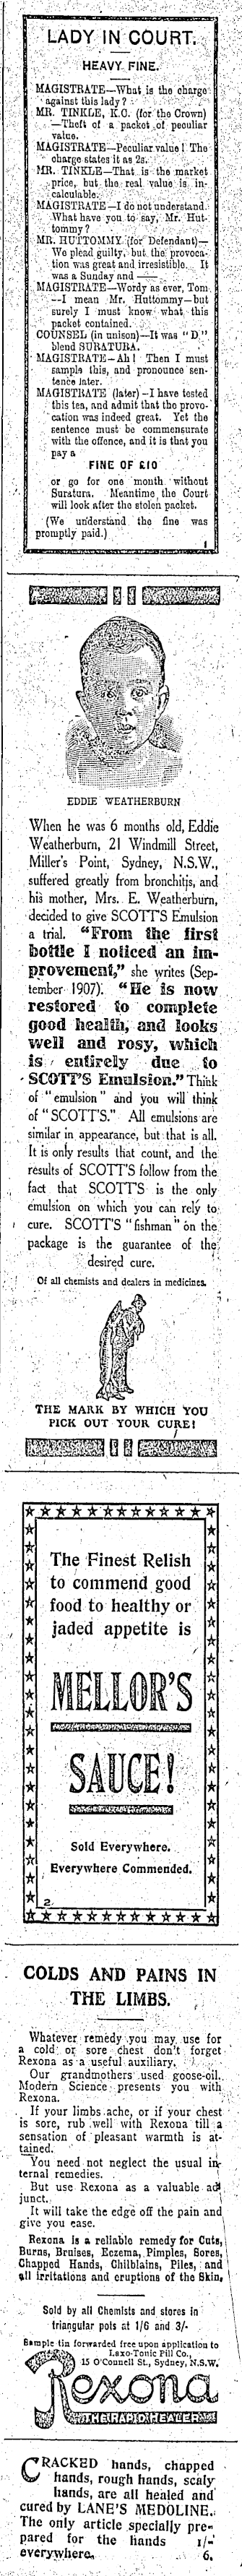 LADY IN COURT.
HEAVY FINE.
MAGISTRATE—What is the charge
against this lady?
MR. TINKLE, K.C. (for the Crown)
—Theft of a packet of peculiar
value.
MAGISTRATE—Peculiar value! The
charge states it as 2s.
MR. TINKLE—That is the market
price, but the real value is in-
calculable.
MAGISTRATE—I do not understand.
What have you to say, Mr. Hut-
tommy?
MR. HUTTOMMY (for Defendant)—
We plead guilty, but the provoca-
tion was great and irresistible. It
was a Sunday and ——
MAGISTRATE—Wordy as ever, Tom
—I mean Mr. Huttommy—but
surely I must know what this
packet contained.
COUNSEL (in unison)—It was "D"
blend SURATURA.
MAGISTRATE—Ah! Then I must
sample this, and pronounce sen-
tence later.
MAGISTRATE (later)—I have tested
this tea, and admit that the provo-
cation was indeed great. Yet the
sentence must be commensurate
with the offence, and it is that you
pay a
FINE OF £10
or go for one month without
Suratura. Meantime, the Court
will look after the stolen packet.
(We understand the fine was
promptly paid.)
1
EDDIE WEATHERBURN
When he was 6 months old, Eddie
Weatherburn, 21 Windmill Street,
Miller's Point, Sydney, N.S.W.,
suffered greatly from bronchitis, and
his mother, Mrs. E. Weatherburn,
decided to give SCOTT'S Emulsion
a trial. "From the first
bottle I noticed an im-
provement," she writes (Sep-
tember 1907). "He is now
restored to complete
good health, and looks
well and rosy, which
is entirely due to
SCOTT'S Emulsion." Think
of "emulsion" and you will think
of "SCOTT'S." All emulsions are
similar in appearance, but that is all.
It is only results that count, and the
results of SCOTT'S follow from the
fact that SCOTT'S is the only
emulsion on which you can rely to
cure. SCOTT'S "fishman" on the
package is the guarantee of the
desired cure.
Of all chemists and dealers in medicines.
THE MARK BY WHICH YOU
PICK OUT YOUR CURE!
The Finest Relish
to commend good
food to healthy or
jaded appetite is
MELLOR'S
SAUCE!
Sold Everywhere.
Everywhere Commended.
2
COLDS AND PAINS IN
THE LIMBS.
Whatever remedy you may use for
a cold or sore chest don't forget
Rexona as a useful auxiliary.
Our grandmothers used goose-oil.
Modern Science presents you with
Rexona.
If your limbs ache, or if your chest
is sore, rub well with Rexona till a
sensation of pleasant warmth is at-
tained.
You need not neglect the usual in-
ternal remedies.
But use Rexona as a valuable ad-
junct.
It will take the edge off the pain and
give you ease.
Rexona is a reliable remedy for Cuts,
Burns, Bruises, Eczema, Pimples, Sores,
Chapped Hands, Chilblains, Piles, and
all irritations and eruptions of the Skin.
Sold by all Chemists and stores in
triangular pots at 1/6 and 3/-
Sample tin forwarded free upon application to
Laxo-Tonic Pill Co.,
15 O'Connell St., Sydney, N.S.W.
Rexona
THE RAPID HEALER
CRACKED hands, chapped
hands, rough hands, scaly
hands, are all healed and
cured by LANE'S MEDOLINE.
The only article specially pre-
pared for the hands 1/-
everywhere. 6.